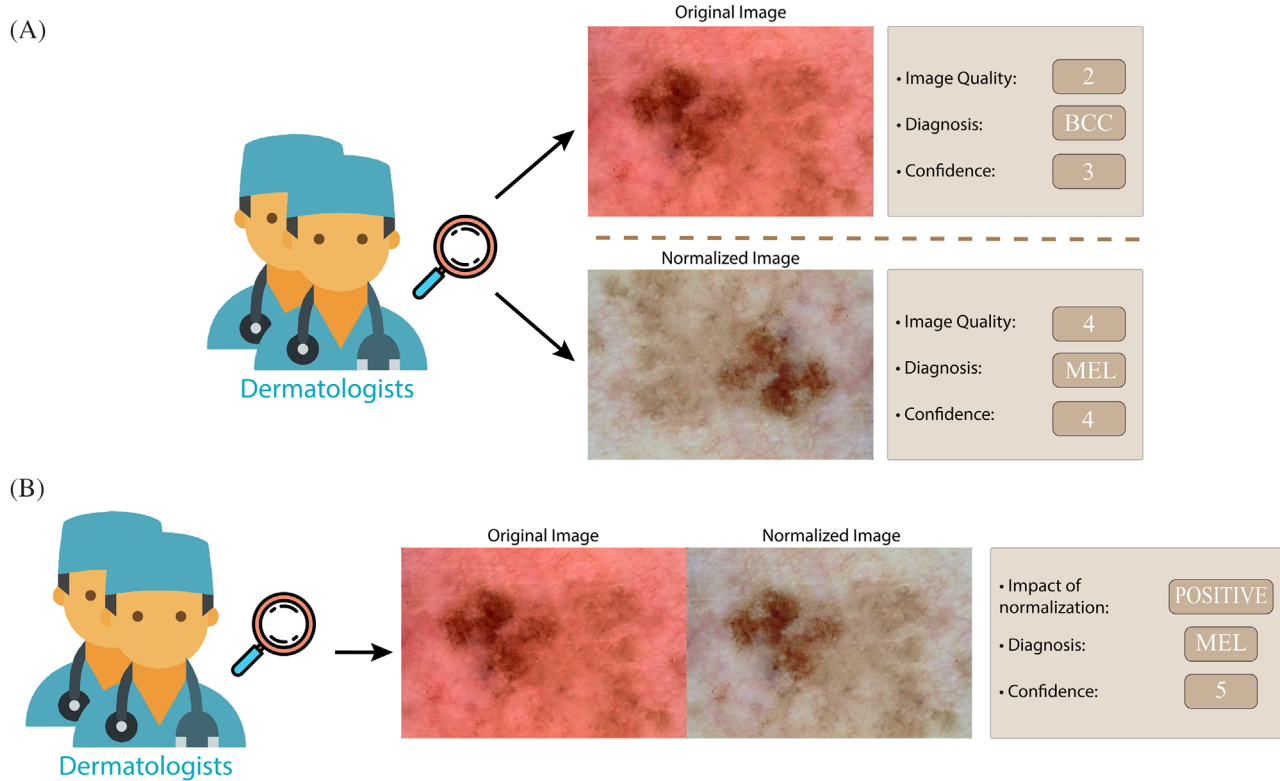 (A)
Original Image
• Image Quality: 2
• Diagnosis: BCC
• Confidence: 3
Dermatologists
Normalized Image
• Image Quality: 4
• Diagnosis: MEL
• Confidence: 4
(B)
Dermatologists
Original Image
Normalized Image
• Impact of
normalization: POSITIVE
• Diagnosis: MEL
• Confidence: 5